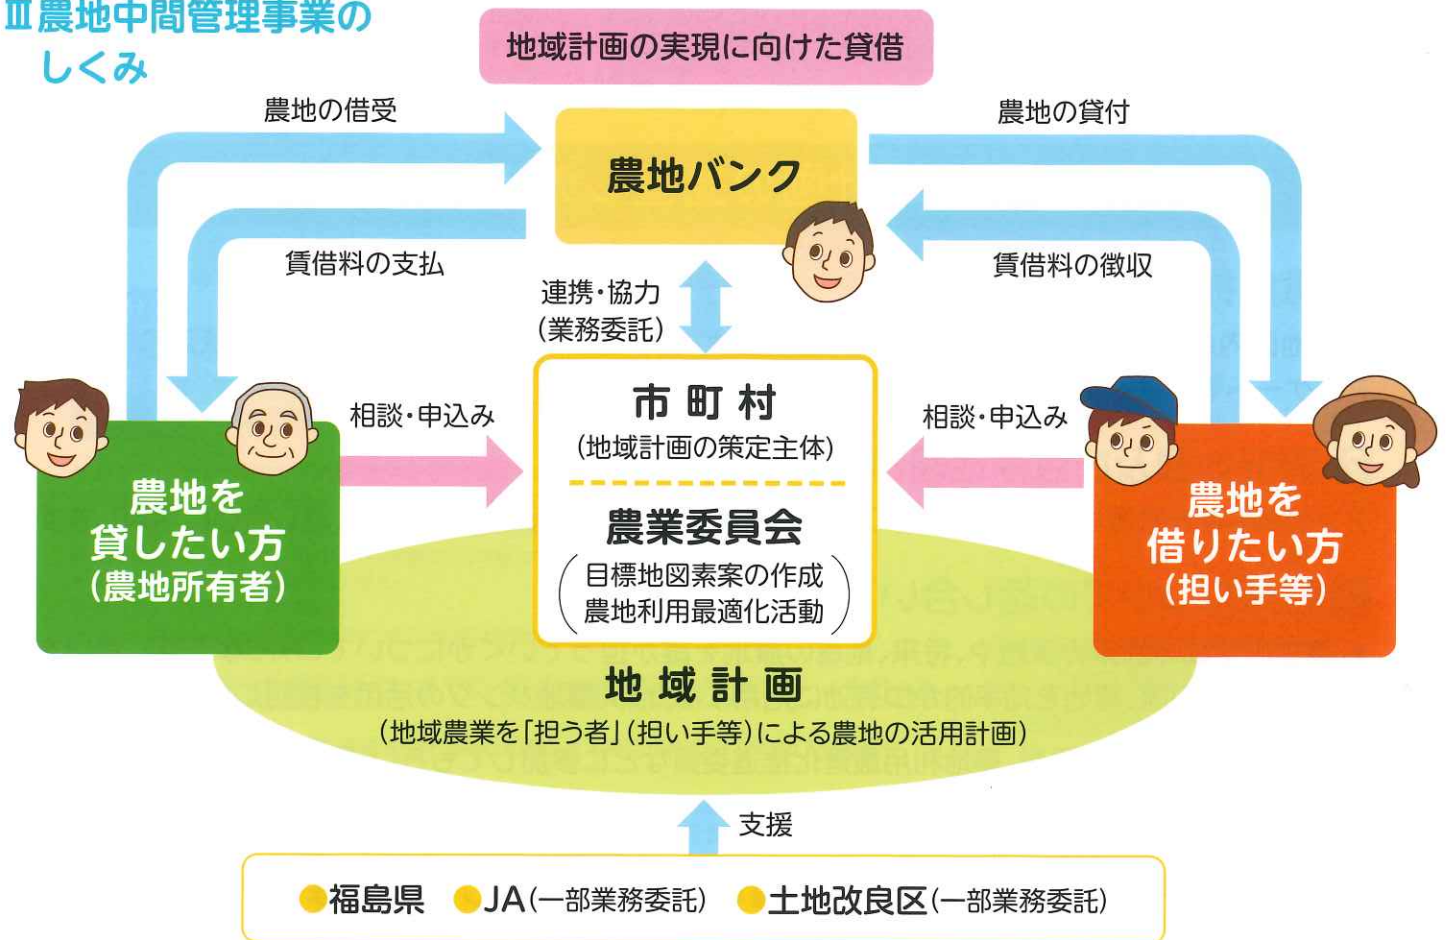 Ⅲ農地中間管理事業の
しくみ
地域計画の実現に向けた貸借
農地の借受
農地の貸付
農地バンク
賃借料の支払
賃借料の徴収
連携・協力
(業務委託)
相談・申込み
市町村
(地域計画の策定主体)
相談・申込み
農地を
貸したい方
(農地所有者)
農業委員会
目標地図素案の作成
農地利用最適化活動
農地を
借りたい方
(担い手等)
地域計画
(地域農業を「担う者」(担い手等)による農地の活用計画)
支援
●福島県 ●JA(一部業務委託) ●土地改良区(一部業務委託)